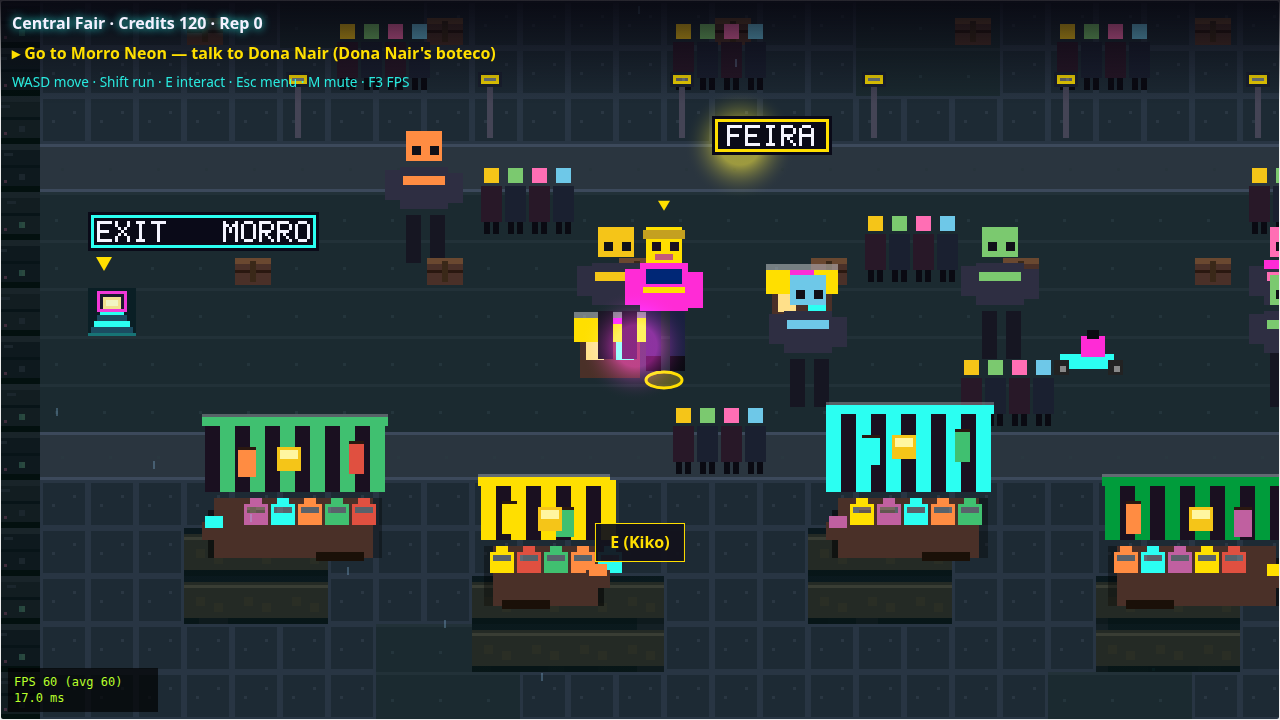 Central Fair · Credits 120 · Rep 0
▸ Go to Morro Neon — talk to Dona Nair (Dona Nair's boteco)
WASD move · Shift run · E interact · Esc menu · M mute · F3 FPS
FEIRA
EXIT MORRO
E (Kiko)
FPS 60 (avg 60)
17.0 ms